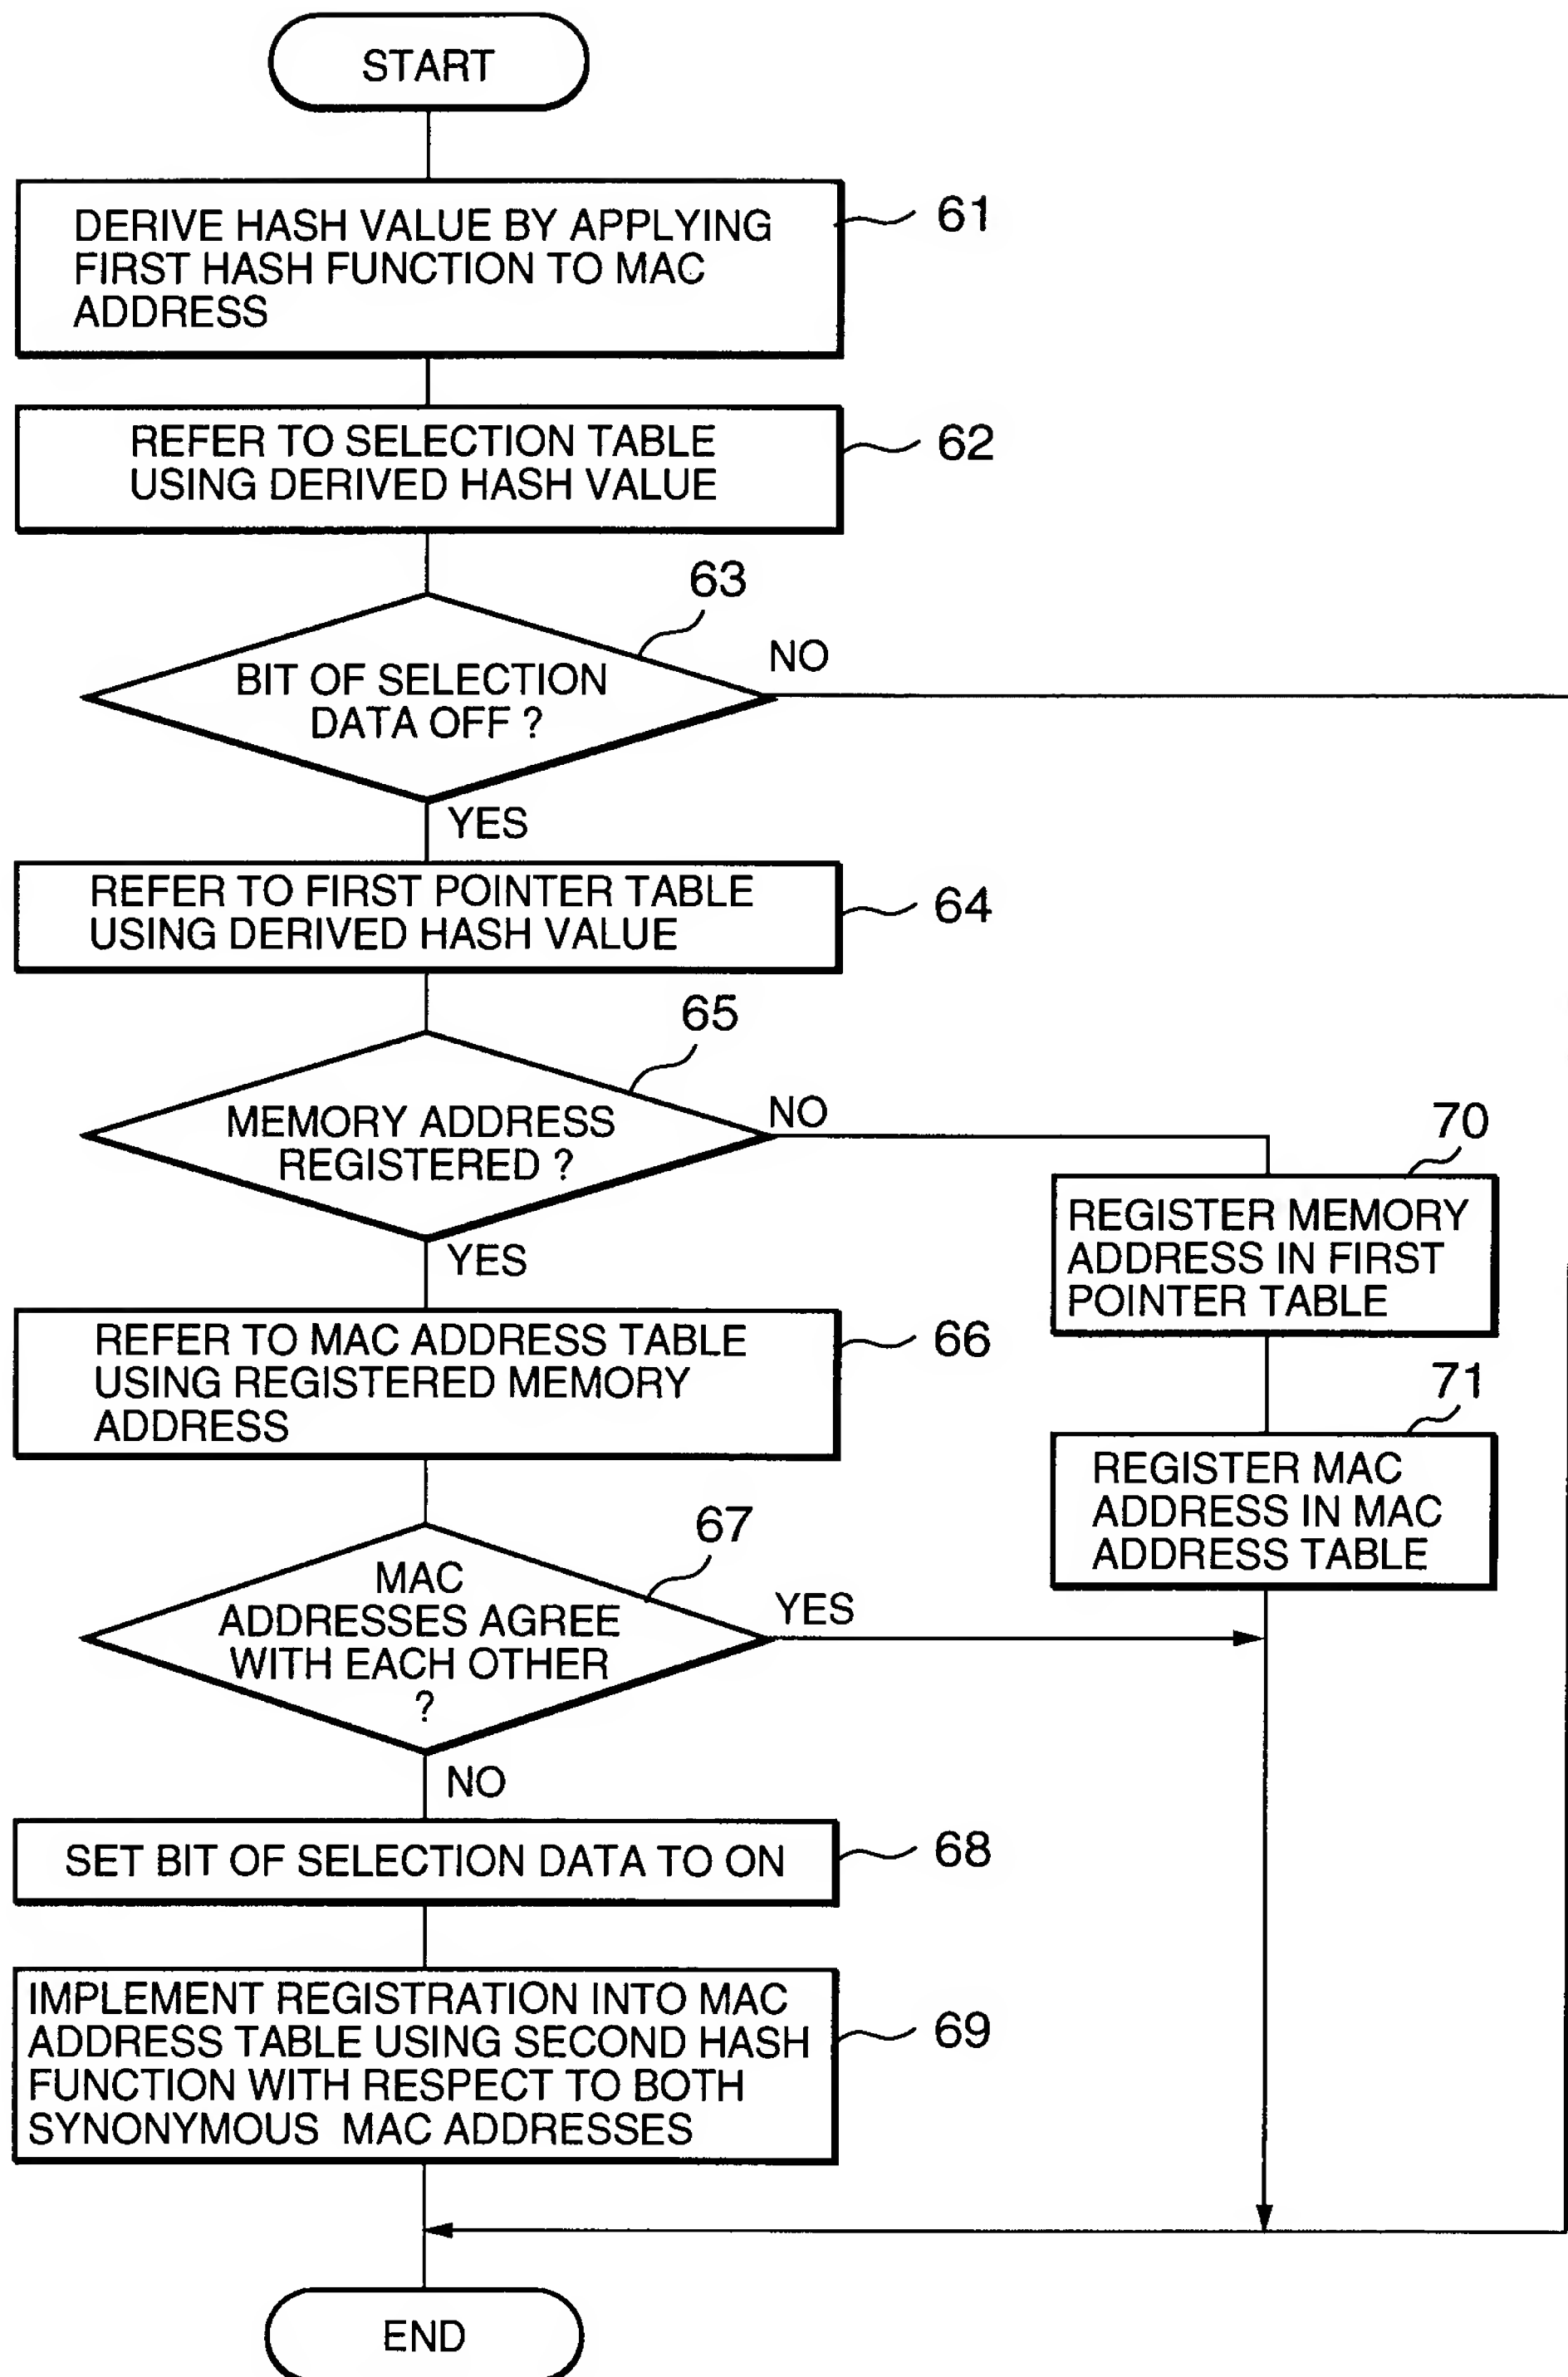 START
DERIVE HASH VALUE BY APPLYING
FIRST HASH FUNCTION TO MAC
ADDRESS
61
REFER TO SELECTION TABLE
USING DERIVED HASH VALUE
62
63
BIT OF SELECTION
DATA OFF ?
NO
YES
REFER TO FIRST POINTER TABLE
USING DERIVED HASH VALUE
64
65
MEMORY ADDRESS
REGISTERED ?
NO
YES
70
REGISTER MEMORY
ADDRESS IN FIRST
POINTER TABLE
REFER TO MAC ADDRESS TABLE
USING REGISTERED MEMORY
ADDRESS
66
71
REGISTER MAC
ADDRESS IN MAC
ADDRESS TABLE
67
MAC
ADDRESSES AGREE
WITH EACH OTHER
?
YES
NO
SET BIT OF SELECTION DATA TO ON
68
IMPLEMENT REGISTRATION INTO MAC
ADDRESS TABLE USING SECOND HASH
FUNCTION WITH RESPECT TO BOTH
SYNONYMOUS MAC ADDRESSES
69
END